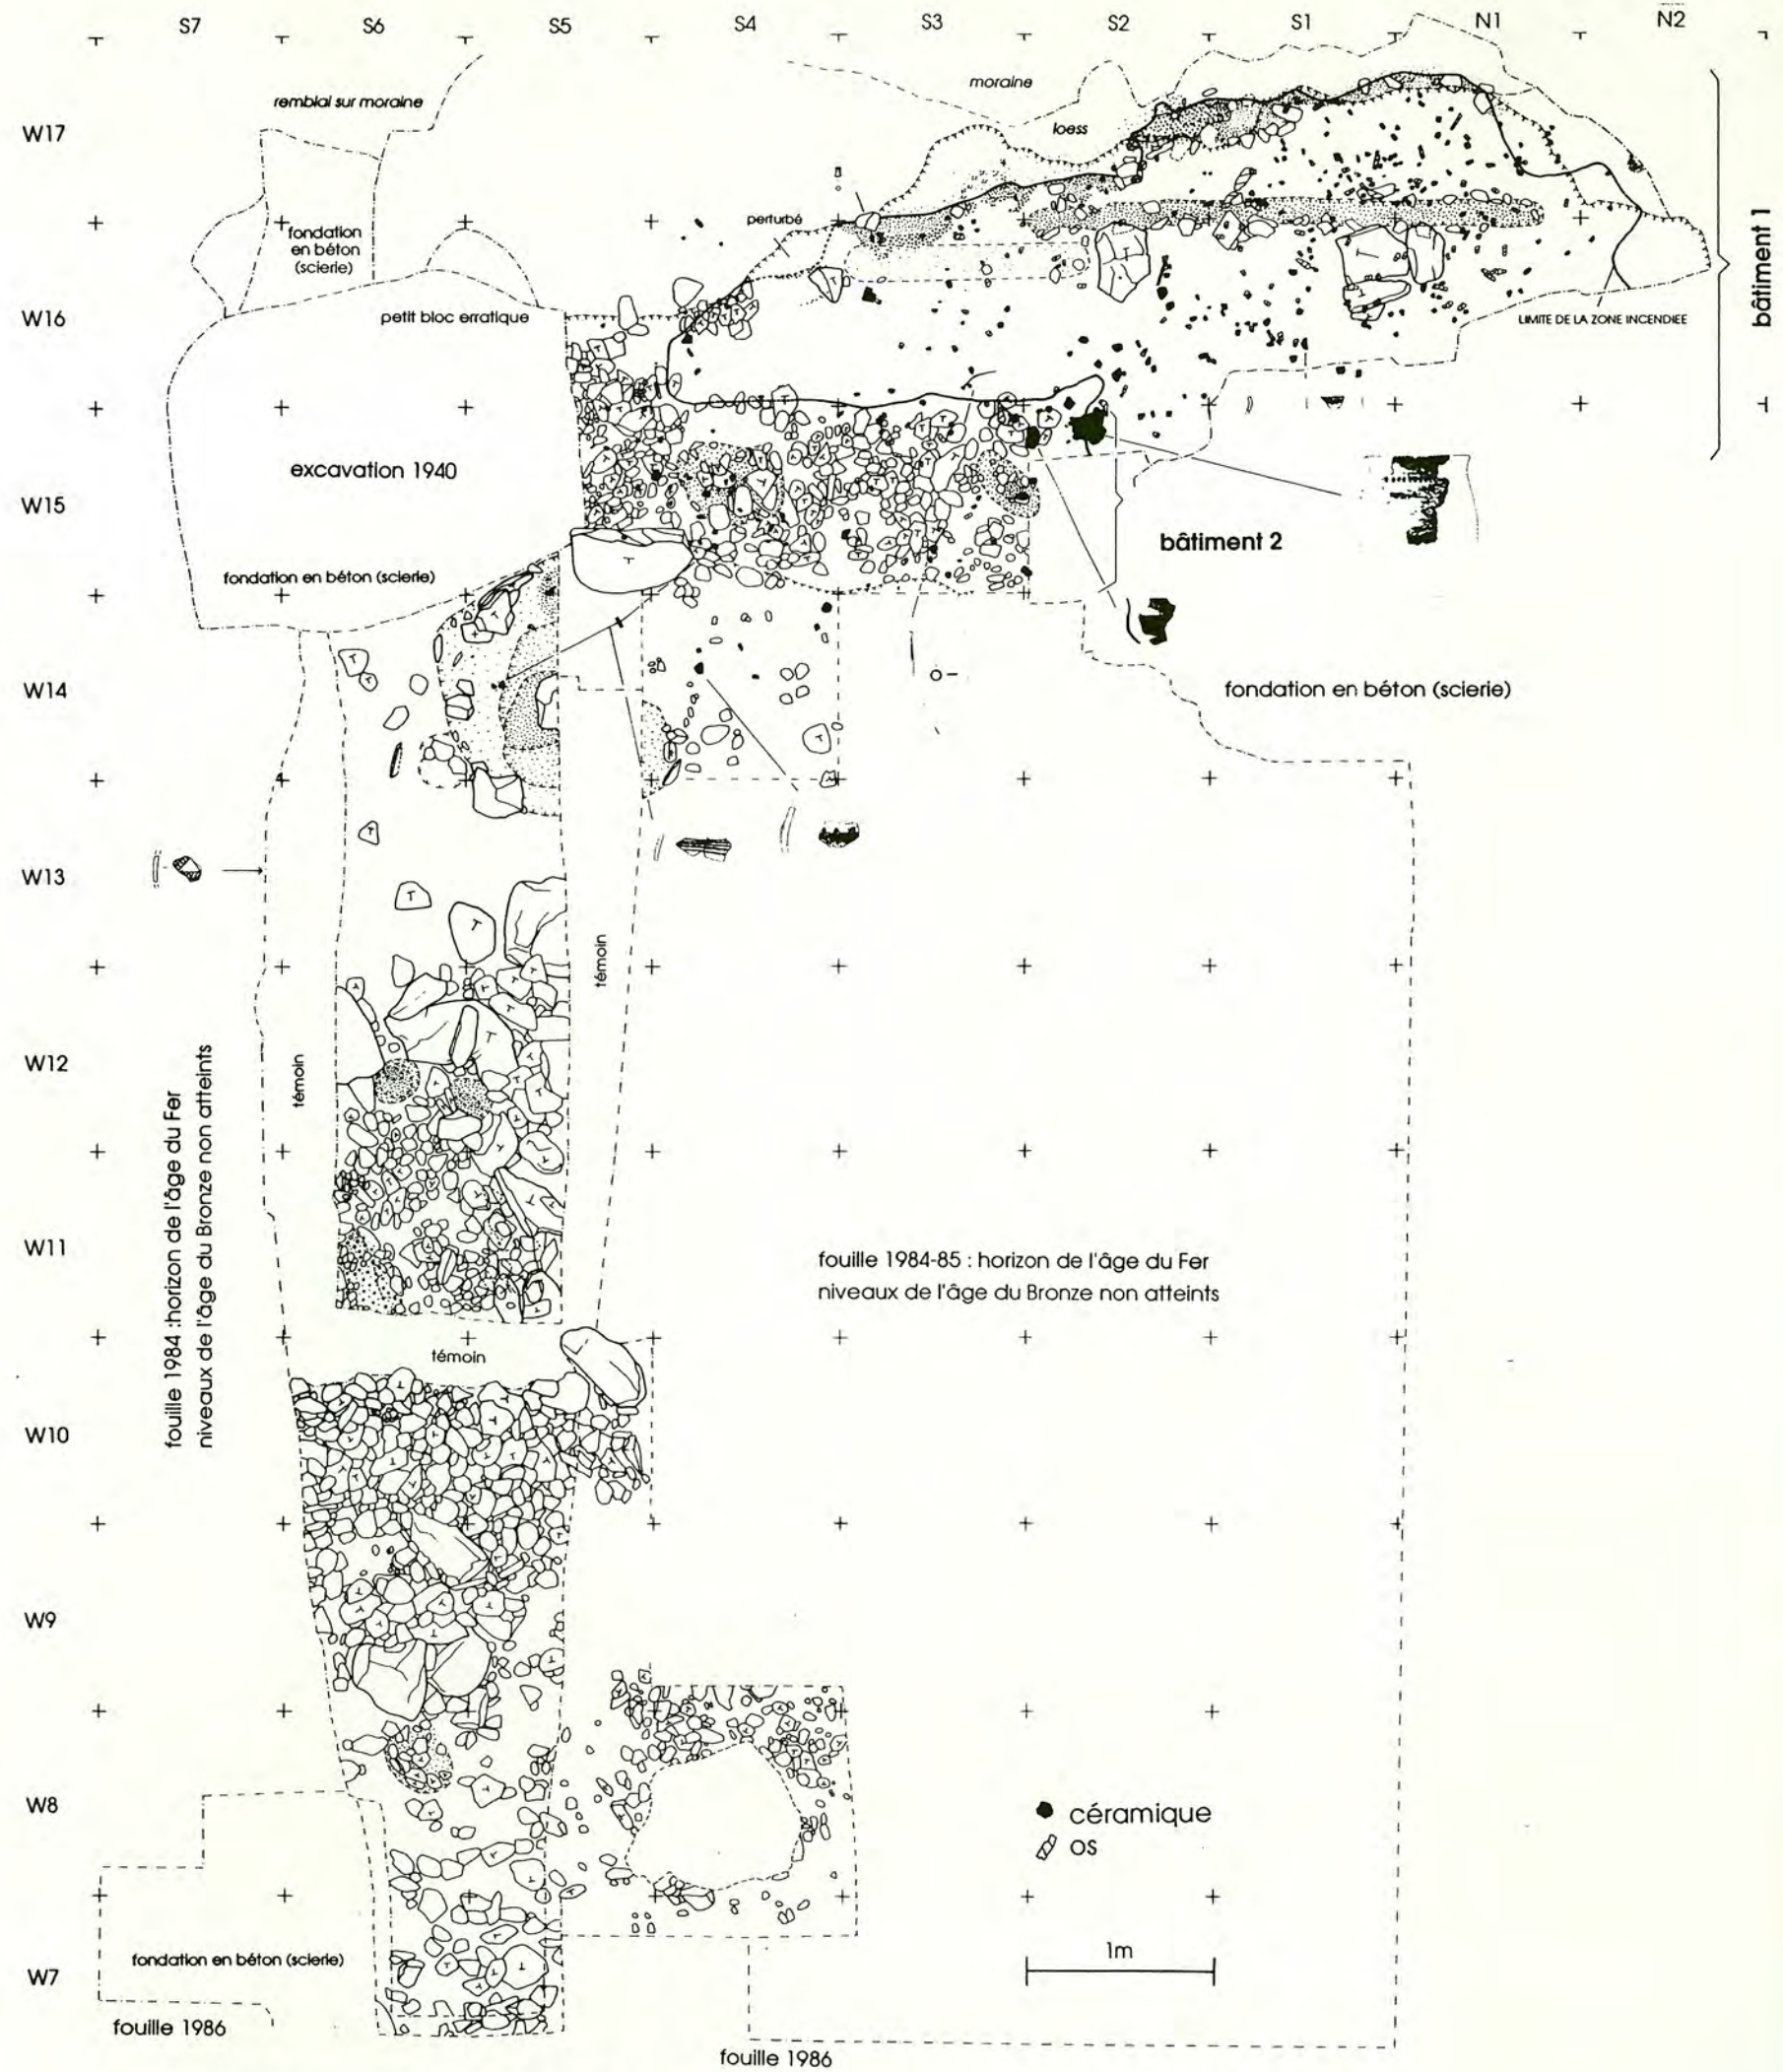 S7 S6 S5 S4 S3 S2 S1 N1 N2
moraine
remblai sur moraine
loess
W17
perturbé
fondation
en béton
(scierie)
bâtiment 1
W16
petit bloc erratique
LIMITE DE LA ZONE INCENDIEE
excavation 1940
W15
bâtiment 2
fondation en béton (scierie)
W14
fondation en béton (scierie)
W13
témoin
W12
témoin
fouille 1984 : horizon de l'âge du Fer
niveaux de l'âge du Bronze non atteints
W11
fouille 1984-85 : horizon de l'âge du Fer
niveaux de l'âge du Bronze non atteints
témoin
W10
W9
W8
céramique
os
1m
fondation en béton (scierie)
W7
fouille 1986
fouille 1986